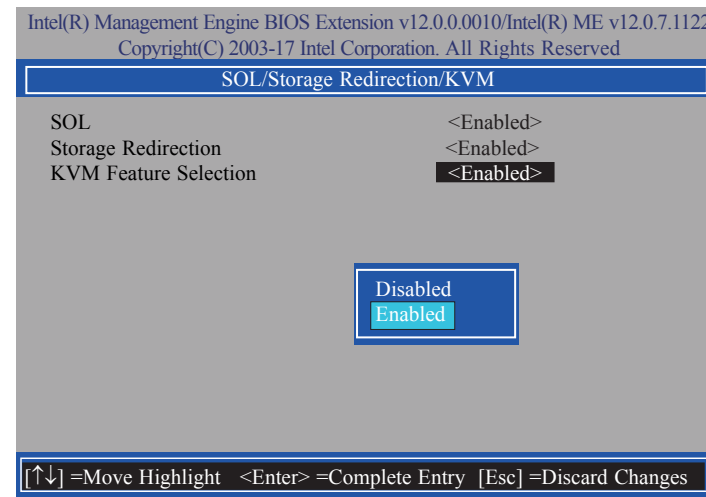 Intel(R) Management Engine BIOS Extension v12.0.0.0010/Intel(R) ME v12.0.7.1122
Copyright(C) 2003-17 Intel Corporation. All Rights Reserved
SOL/Storage Redirection/KVM
SOL <Enabled>
Storage Redirection <Enabled>
KVM Feature Selection <Enabled>
Disabled
Enabled
[↑↓] =Move Highlight <Enter> =Complete Entry [Esc] =Discard Changes